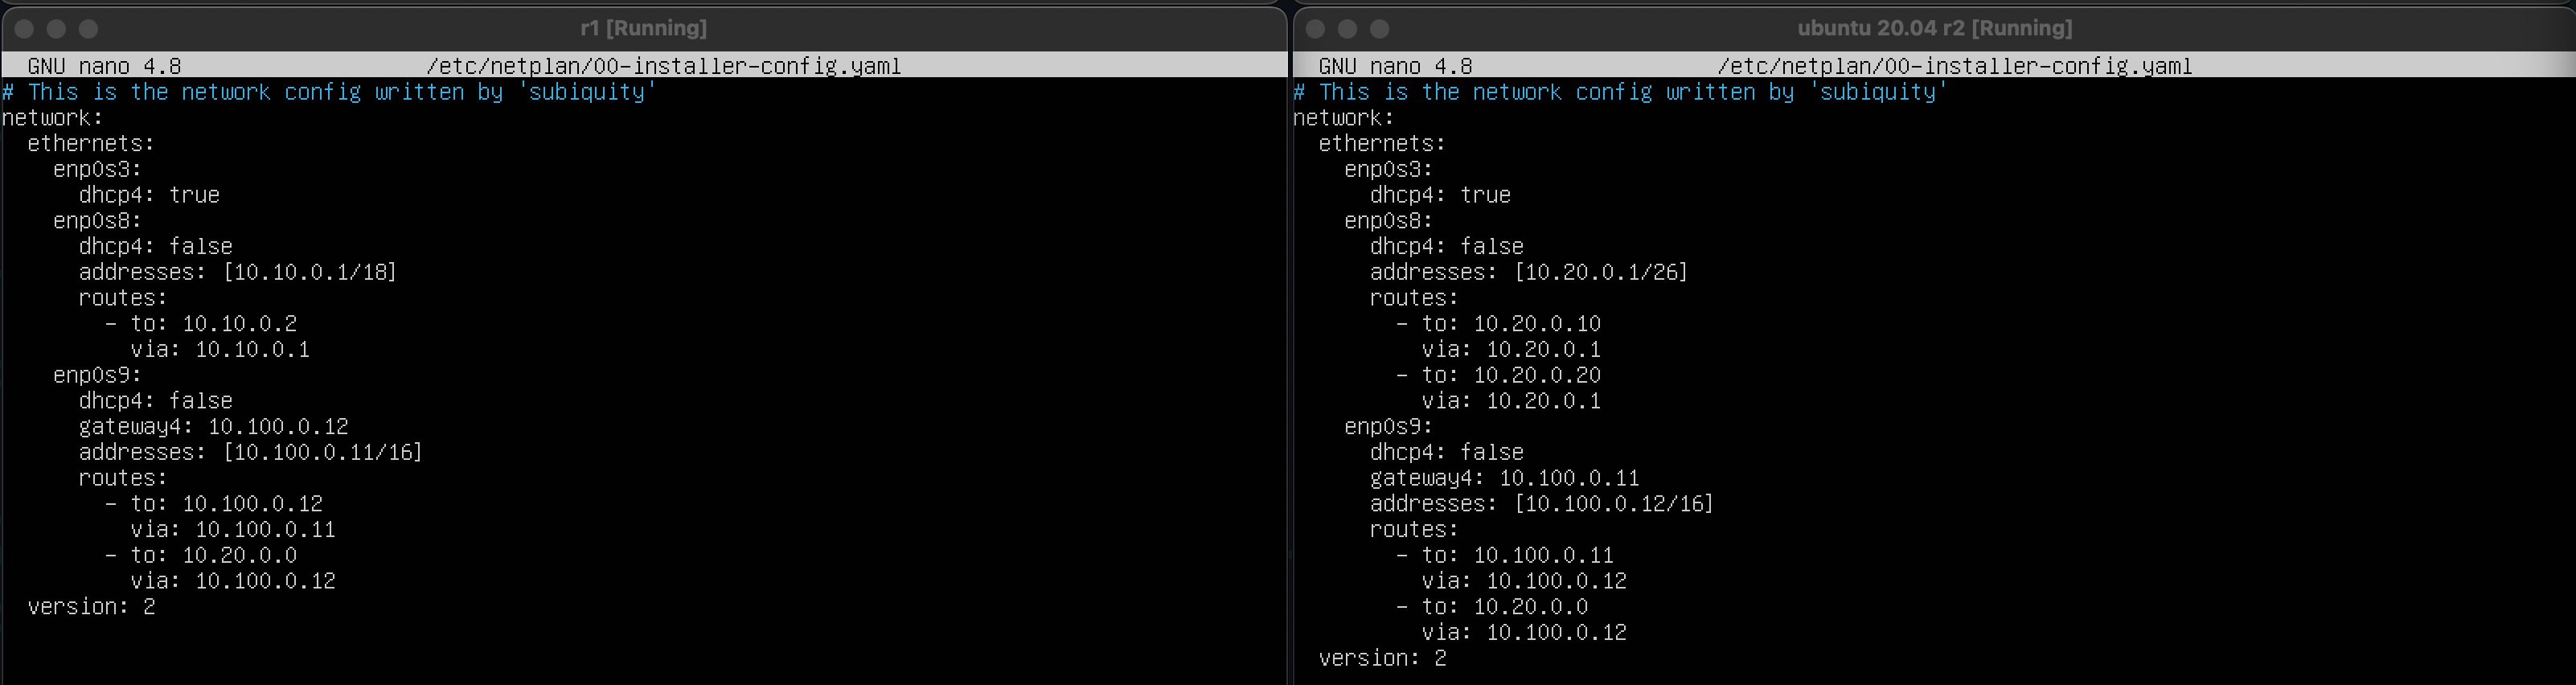 r1 [Running]
GNU nano 4.8 /etc/netplan/00-installer-config.yaml
# This is the network config written by 'subiquity'
network:
  ethernets:
    enp0s3:
      dhcp4: true
    enp0s8:
      dhcp4: false
      addresses: [10.10.0.1/18]
      routes:
        - to: 10.10.0.2
          via: 10.10.0.1
    enp0s9:
      dhcp4: false
      gateway4: 10.100.0.12
      addresses: [10.100.0.11/16]
      routes:
        - to: 10.100.0.12
          via: 10.100.0.11
        - to: 10.20.0.0
          via: 10.100.0.12
  version: 2
ubuntu 20.04 r2 [Running]
GNU nano 4.8 /etc/netplan/00-installer-config.yaml
# This is the network config written by 'subiquity'
network:
  ethernets:
    enp0s3:
      dhcp4: true
    enp0s8:
      dhcp4: false
      addresses: [10.20.0.1/26]
      routes:
        - to: 10.20.0.10
          via: 10.20.0.1
        - to: 10.20.0.20
          via: 10.20.0.1
    enp0s9:
      dhcp4: false
      gateway4: 10.100.0.11
      addresses: [10.100.0.12/16]
      routes:
        - to: 10.100.0.11
          via: 10.100.0.12
        - to: 10.20.0.0
          via: 10.100.0.12
  version: 2